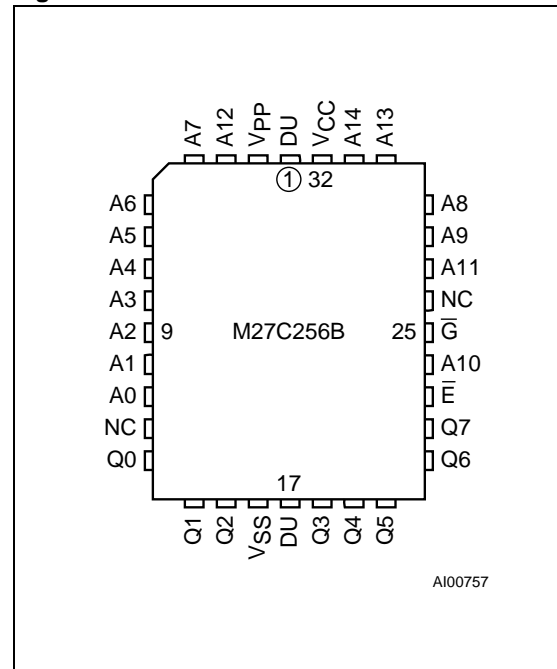 A7 A12 VPP DU VCC A14 A13
① 32
A6 A8
A5 A9
A4 A11
A3 NC
A2 9 M27C256B 25 G̅
A1 A10
A0 E̅
NC Q7
Q0 Q6
17
Q1 Q2 VSS DU Q3 Q4 Q5
AI00757